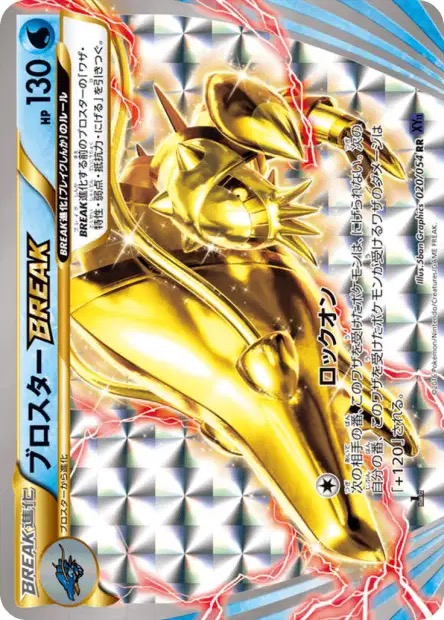 BREAK進化
ブロスターから進化
ブロスターBREAK
HP 130
BREAK進化【ブレイクしんか】のルール
BREAK進化する前のブロスターの「ワザ・
特性・弱点・抵抗力・にげる」を引きつぐ。
ロックオン
次の相手の番、このワザを受けたポケモンは、にげられない。次の
自分の番、このワザを受けたポケモンが受けるワザのダメージは
「+120」される。
Illus. 5ban Graphics 020/054 RR XY